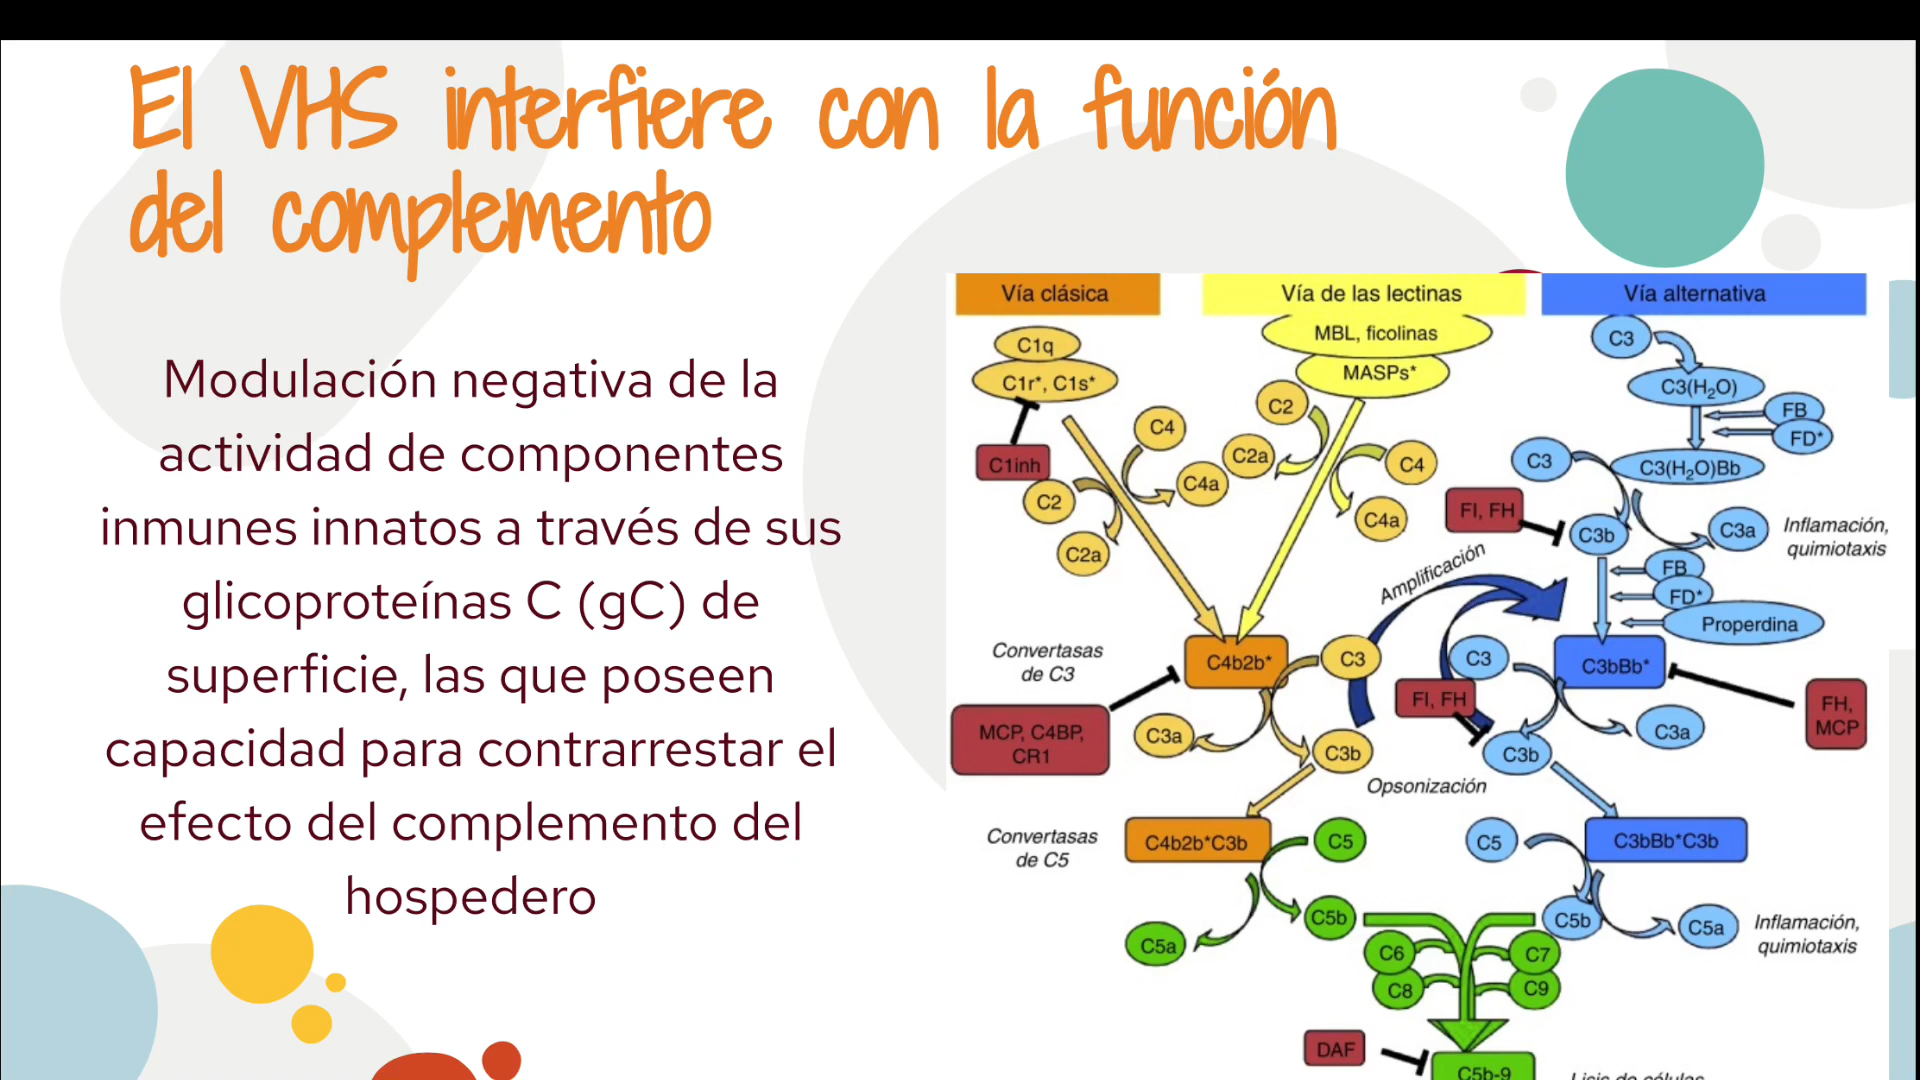 El VHS interfiere con la función
del complemento
Modulación negativa de la
actividad de componentes
inmunes innatos a través de sus
glicoproteínas C (gC) de
superficie, las que poseen
capacidad para contrarrestar el
efecto del complemento del
hospedero
Vía clásica
Vía de las lectinas
Vía alternativa
C1q
C1r*, C1s*
C1inh
MBL, ficolinas
MASPs*
C3
C3(H₂O)
FB
FD*
C3(H₂O)Bb
C4
C4a
C2
C2a
C2
C2a
C4
C4a
C3
FI, FH
C3b
C3a
Inflamación,
quimiotaxis
FB
FD*
Properdina
Amplificación
Convertasas
de C3
C4b2b*
C3
C3
C3bBb*
MCP, C4BP,
CR1
FI, FH
FH,
MCP
C3a
C3b
C3b
C3a
Opsonización
Convertasas
de C5
C4b2b*C3b
C5
C5
C3bBb*C3b
C5a
C5b
C5b
C5a
Inflamación,
quimiotaxis
C6
C7
C8
C9
DAF
C5b-9
Lisis de células